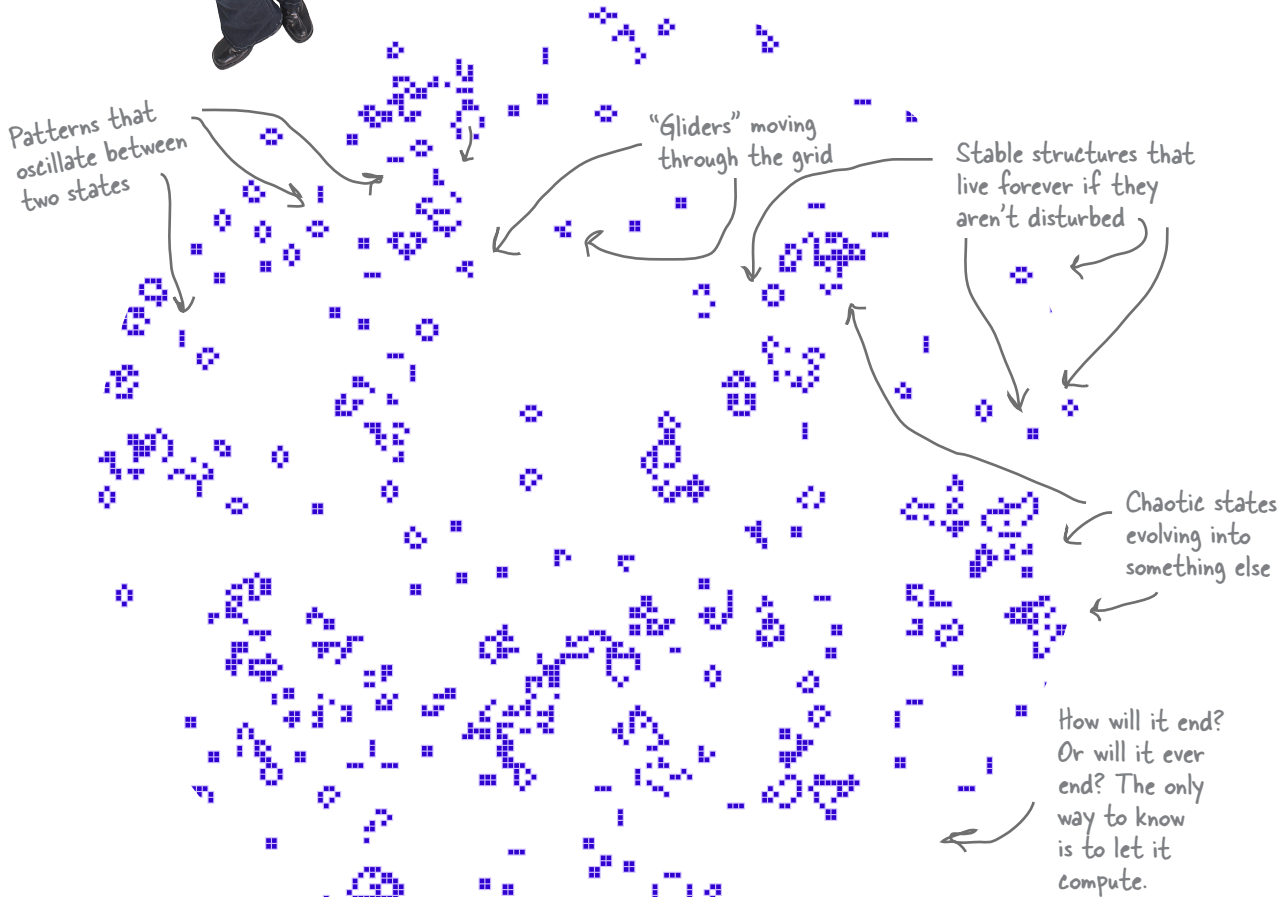 Patterns that
oscillate between
two states
“Gliders” moving
through the grid
Stable structures that
live forever if they
aren’t disturbed
Chaotic states
evolving into
something else
How will it end?
Or will it ever
end? The only
way to know
is to let it
compute.